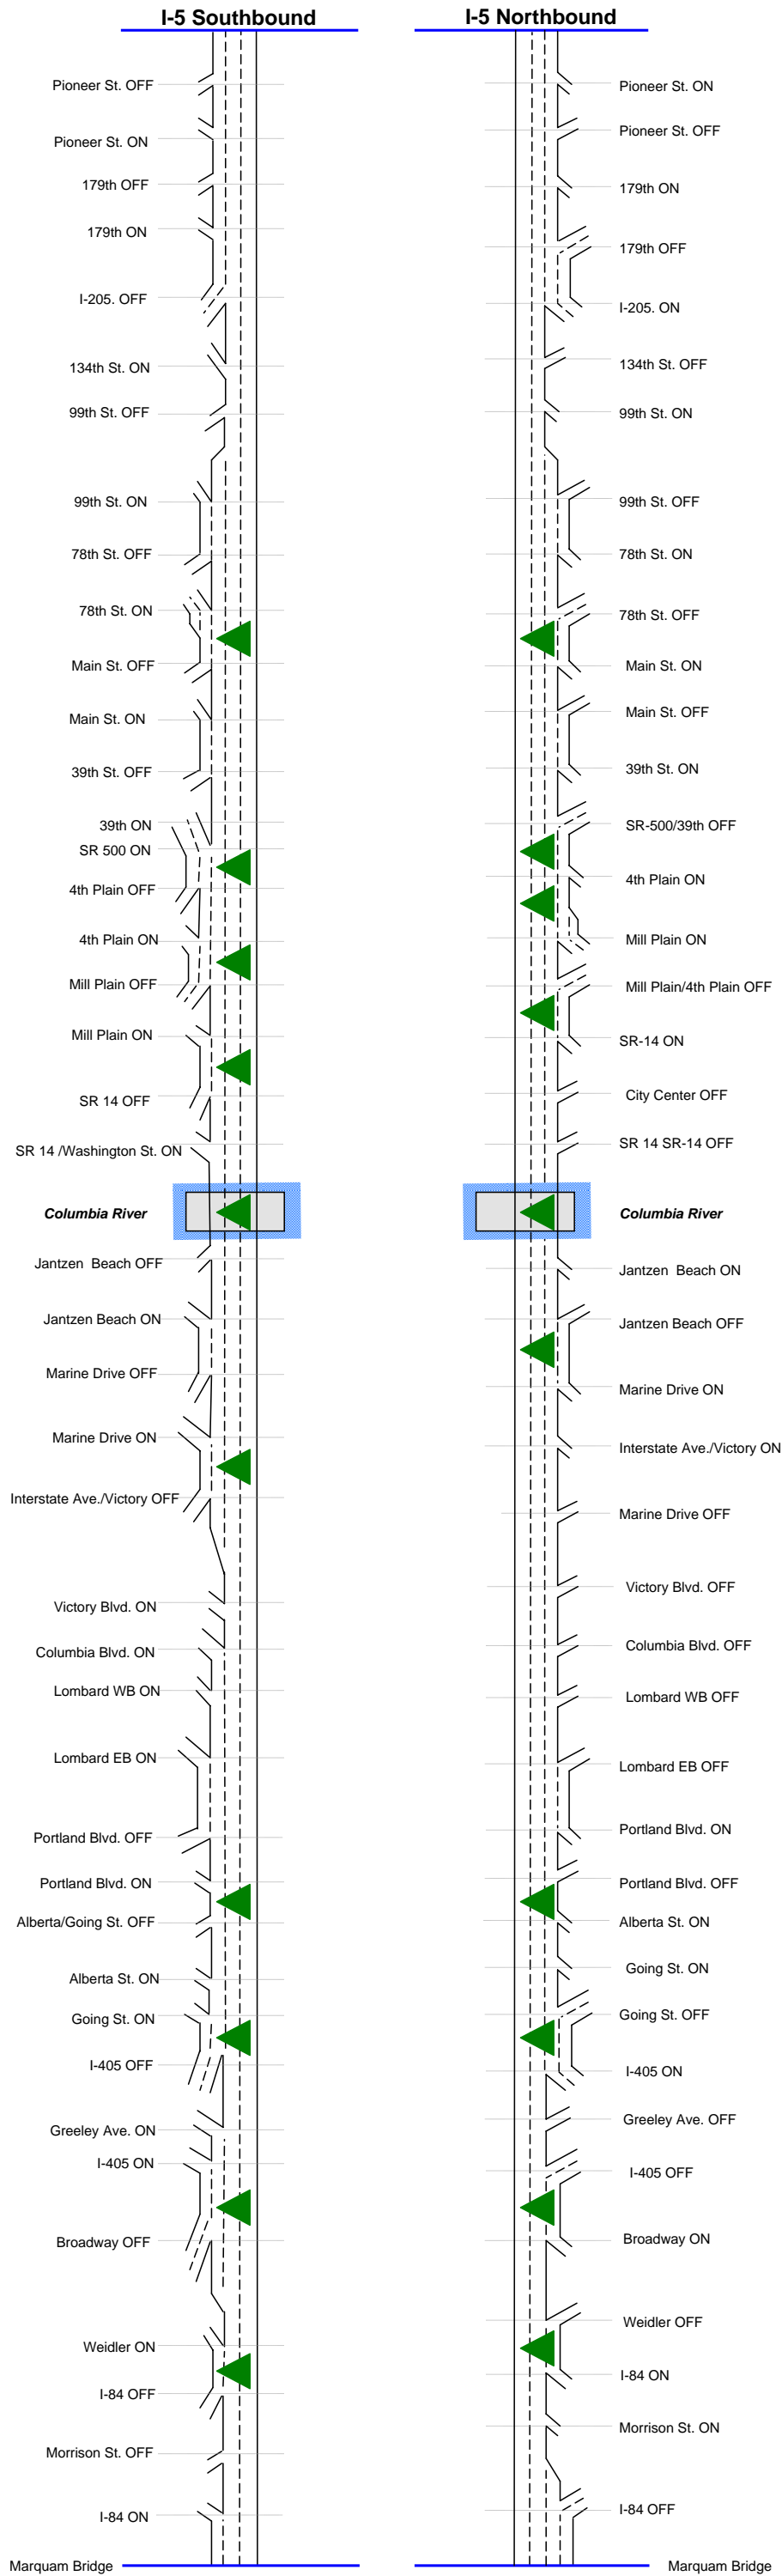 I-5 Southbound
Pioneer St. OFF
Pioneer St. ON
179th OFF
179th ON
I-205. OFF
134th St. ON
99th St. OFF
99th St. ON
78th St. OFF
78th St. ON
Main St. OFF
Main St. ON
39th St. OFF
39th ON
SR 500 ON
4th Plain OFF
4th Plain ON
Mill Plain OFF
Mill Plain ON
SR 14 OFF
SR 14 /Washington St. ON
Columbia River
Jantzen  Beach OFF
Jantzen Beach ON
Marine Drive OFF
Marine Drive ON
Interstate Ave./Victory OFF
Victory Blvd. ON
Columbia Blvd. ON
Lombard WB ON
Lombard EB ON
Portland Blvd. OFF
Portland Blvd. ON
Alberta/Going St. OFF
Alberta St. ON
Going St. ON
I-405 OFF
Greeley Ave. ON
I-405 ON
Broadway OFF
Weidler ON
I-84 OFF
Morrison St. OFF
I-84 ON
Marquam Bridge
I-5 Northbound
Pioneer St. ON
Pioneer St. OFF
179th ON
179th OFF
I-205. ON
134th St. OFF
99th St. ON
99th St. OFF
78th St. ON
78th St. OFF
Main St. ON
Main St. OFF
39th St. ON
SR-500/39th OFF
4th Plain ON
Mill Plain ON
Mill Plain/4th Plain OFF
SR-14 ON
City Center OFF
SR 14 SR-14 OFF
Columbia River
Jantzen  Beach ON
Jantzen Beach OFF
Marine Drive ON
Interstate Ave./Victory ON
Marine Drive OFF
Victory Blvd. OFF
Columbia Blvd. OFF
Lombard WB OFF
Lombard EB OFF
Portland Blvd. ON
Portland Blvd. OFF
Alberta St. ON
Going St. ON
Going St. OFF
I-405 ON
Greeley Ave. OFF
I-405 OFF
Broadway ON
Weidler OFF
I-84 ON
Morrison St. ON
I-84 OFF
Marquam Bridge